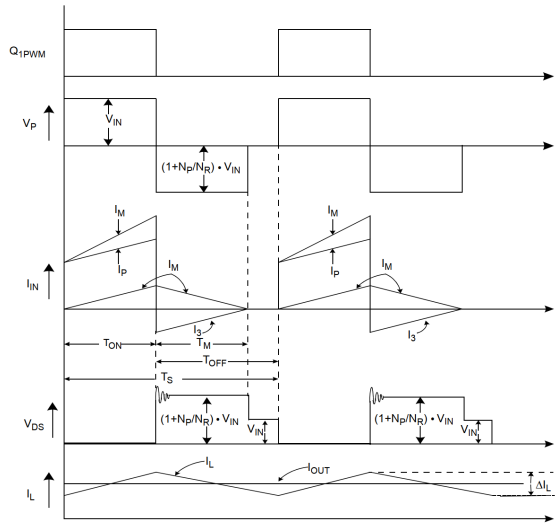 Q1PWM
VP
VIN
(1+NP/NR) • VIN
IM
IP
IM
IM
IP
IM
IIN
I3
I3
TON
TM
TOFF
TS
VDS
(1+NP/NR) • VIN
VIN
(1+NP/NR) • VIN
VIN
IL
IL
IOUT
ΔIL